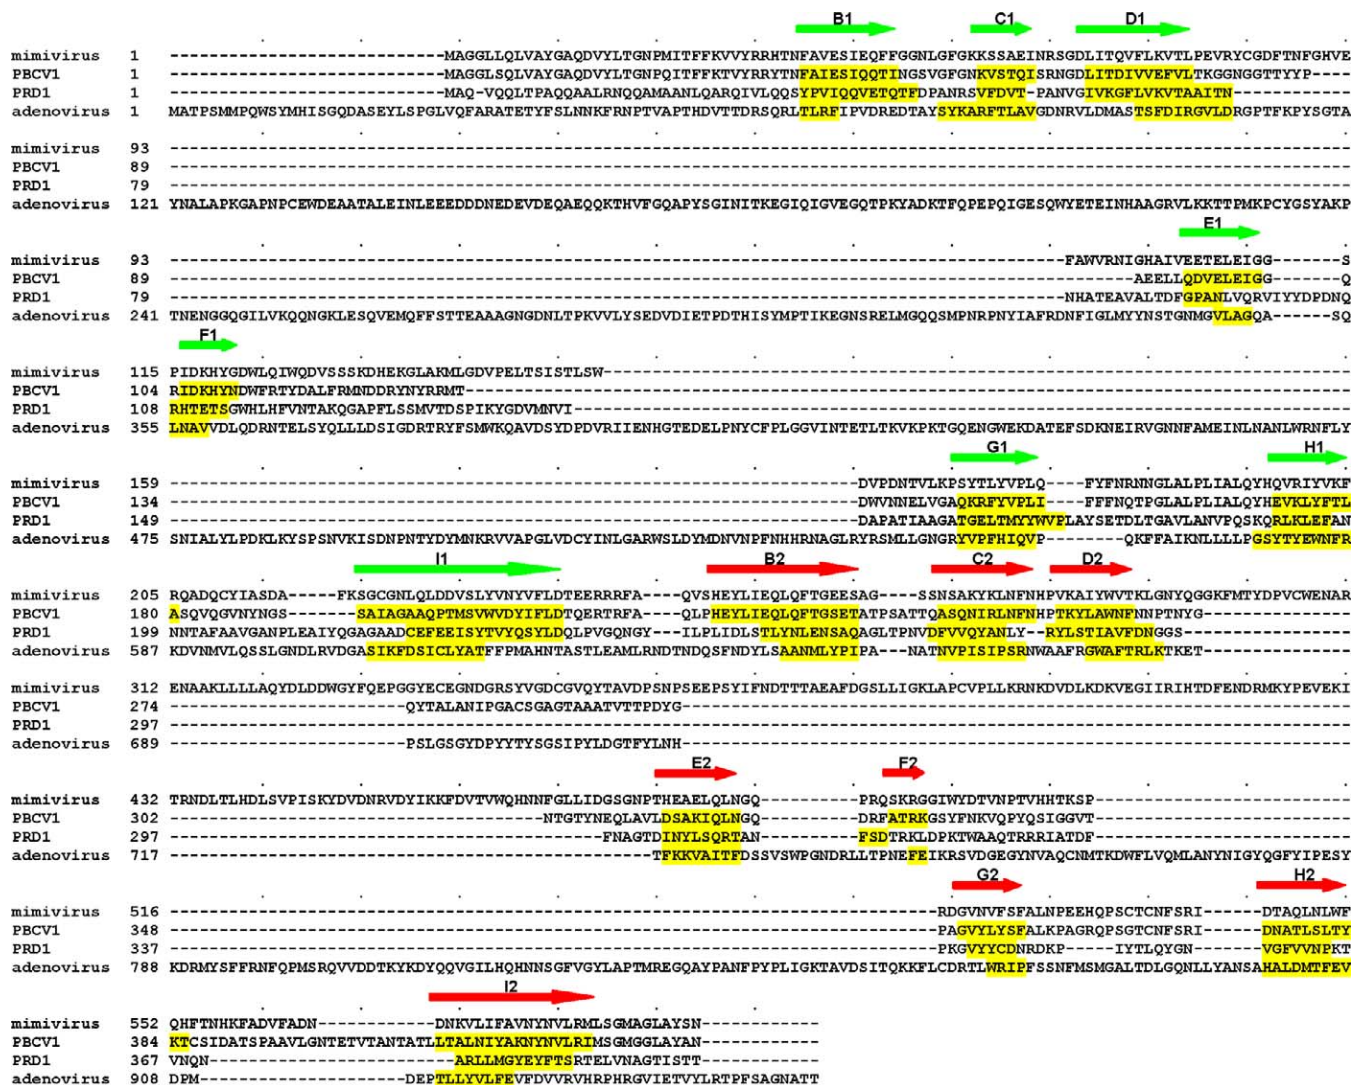 B1 C1 D1
mimivirus 1 ----------------------------MAGGLLQLVAYGAQDVYLTGNPMITFFKVVYRRHTNFAVESIEQFFGGNLGFGKKSSAEINRSGDLITQVFLKVTLPEVRYCGDFTNFGHVE
PBCV1 1 ----------------------------MAGGLSQLVAYGAQDVYLTGNPQITFFKTVYRRYTNFAIESIQQTINGSVGFGNKVSTQISRNGDLITDIVVEFVLTKGGNGGTTYYP---
PRD1 1 ----------------------------MAQ-VQQLTPAQQAALRNQQAMAANLQARQIVLQQSYPVIQQVETQTFDPANRSVFDVT--PANVGIVKGFLVKVTAAITN------------
adenovirus 1 MATPSMMPQWSYMHISGQDASEYLSPGLVQFARATETYFSLNNKFRNPTVAPTHDVTTDRSQRLTLRFIPVDREDTAYSYKARFTLAVGDNRVLDMASTSFDIRGVLDRGPTFKPYSGTA
mimivirus 93 ------------------------------------------------------------------------------------------------------------------------
PBCV1 89 ------------------------------------------------------------------------------------------------------------------------
PRD1 79 ------------------------------------------------------------------------------------------------------------------------
adenovirus 121 YNALAPKGAPNPCEWDEAATALEINLEEEDDDNEDEVDEQAEQQKTHVFGQAPYSGINITKEGIQIGVEGQTPKYADKTFQPEPQIGESQWYETEINHAAGRVLKKTTPMKPCYGSYAKP
E1
mimivirus 93 -------------------------------------------------------------------------------------------FAWVRNIGHAIVEETELEIGG-------S
PBCV1 89 --------------------------------------------------------------------------------------------------AEELLQDVELEIGG-------Q
PRD1 79 -------------------------------------------------------------------------------------------NHATEAVALTDFGPANLVQRVIYYDPDNQ
adenovirus 241 TNENGGQGILVKQQNGKLESQVEMQFFSTTEAAAGNGDNLTPKVVLYSEDVDIETPDTHISYMPTIKEGNSRELMGQQSMPNRPNYIAFRDNFIGLMYYNSTGNMGVLAGQA-----SQ
F1
mimivirus 115 PIDKHYGDWLQIWQDVSSSKDHEKGLAKMLGDVPELTSISTLSW----------------------------------------------------------------------------
PBCV1 104 RIDKHYNDWFRTYDALFRMNDDRYNYRRMT------------------------------------------------------------------------------------------
PRD1 108 RHTETSGWHLHFVNTAKQGAPFLSSMVTDSPIKYGDVMNVI-------------------------------------------------------------------------------
adenovirus 355 LNAVVDLQDRNTELSYQLLLDSIGDRTRYFSMWKQAVDSYDPDVRIIENHGTEDELPNYCFPLGGVINTETLTKVKPKTGQENGWEKDATEFSDKNEIRVGNNFAMEINLNANLWRNFLY
G1 H1
mimivirus 159 ----------------------------------------------------------------------DVPDNTVLKPSYTLYVPLQ----FYFNRNNGLALPLIALQYHQVRIYVKF
PBCV1 134 ----------------------------------------------------------------------DWVNNELVGAQKRFYVPLI----FFFNQTPGLALPLIALQYHEVKLYFTL
PRD1 149 ----------------------------------------------------------------------DAPATIAAGATGELTMYYWVPLAYSETDLTGAVLANVPQSKQRLKLEFAN
adenovirus 475 SNIALYLPDKLKYSPSNVKISDNPNTYDYMNKRVVAPGLVDCYINLGARWSLDYMDNVNPFNHHRNAGLRYRSMLLGNGRYVPFHIQVP--------QKFFAIKNLLLLPGSYTYEWNFR
I1 B2 C2 D2
mimivirus 205 RQADQCYIASDA----FKSGCGNLQLDDVSLYVNYVFLDTEERRRFA---QVSHEYLIEQLQFTGEESAG----SSNSAKYKLNFNHPVKAIYWVTKLGNYQGGKFMTYDPVCWENAR
PBCV1 180 ASQVQGVNYNGS-------SAIAGAAQPTMSVWVDYIFLDTQERTRFA---QLPHEYLIEQLQFTGSETATPSATTQASQNIRLNFNHPTKYLAWNFNNPTNYG--------------
PRD1 199 NNTAFAAVGANPLEAIYQGAGAADCEFEEISYTVYQSYLDQLPVGQNGY---ILPLIDLSTLYNLENSAQAGLTPNVDFVVQYANLY--RYLSTIAVFDNGGS---------------
adenovirus 587 KDVNMVLQSSLGNDLRVDGASIKFDSICLYATFFPMAHNTASTLEAMLRNDTNDQSFNDYLSAANMLYPIPA----NATNVPISIPSRNWAAFRGWAFTRLKTKET------------
mimivirus 312 ENAAKLLLLAQYDLDDWGYFQEPGGYECEGNDGRSYVGDCGVQYTAVDPSNPSEEPSYIFNDTTTAEAFDGSLLIGKLAPCVPLLKRNKDVDLKDKVEGIIRIHTDFENDRMKYPEVEKI
PBCV1 274 ------------------------QYTALANIPGACSGAGTAAATVTTPDYG--------------------------------------------------------------------
PRD1 297 ------------------------------------------------------------------------------------------------------------------------
adenovirus 689 ------------------------PSLGSGYDPYYTYSGSIPYLDGTFYLNH--------------------------------------------------------------------
E2 F2
mimivirus 432 TRNDLTLHDLSVPISKYDVDNRVDYIKKFDVTVWQHNNFGLLIDGSGNPTHEAELQLNGQ----------PRQSKRGGIWYDTVNPTVHHTKSP--------------------------
PBCV1 302 --------------------------------------NTGTYNEQLAVLDSAKIQLNGQ----------DRFATRKGSYFNKVQPYQSIGGVT--------------------------
PRD1 297 --------------------------------------------FNAGTDINYLSQRTAN----------FSDTRKLDPKTWAAQTRRRIATDF--------------------------
adenovirus 717 -------------------------------------------------TFKKVAITFDSSVSWPGNDRLLTPNEFEIKRSVDGEGYNVAQCNMTKDWFLVQMLANYNIGYQGFYIPESY
G2 H2
mimivirus 516 ------------------------------------------------------------------------------RDGVNVFSFALNPEEHQPSCTCNFSRI------DTAQLNLWF
PBCV1 348 ------------------------------------------------------------------------------PAGVYLYSFALKPAGRQPSGTCNFSRI------DNATLSLTY
PRD1 337 ------------------------------------------------------------------------------PKGVYYCDNRDKP-----IYTLQYGN-------VGFVVNPKT
adenovirus 788 KDRMYSFFRNFQPMSRQVVDDTKYKDYQQVGILHQHNNSGFVGYLAPTMREGQAYPANFPYPLIGKTAVDSITQKKFLCDRTLWRIPFSSNFMSMGALTDLGQNLLYANSAHALDMTFEV
I2
mimivirus 552 QHFTNHKFADVFADN------------DNKVLIFAVNYNVLRMLSGMAGLAYSN------------
PBCV1 384 KTCSIDATSPAAVLGNTETVTANTATLLTALNIYAKNYNVLRIMSGMGGLAYAN------------
PRD1 367 VNQN-------------------------ARLLMGYEYFTSRTELVNAGTISTT------------
adenovirus 908 DPM---------------------DEPTLLYVLFEVFDVVRVHRPHRGVIETVYLRTPFSAGNATT